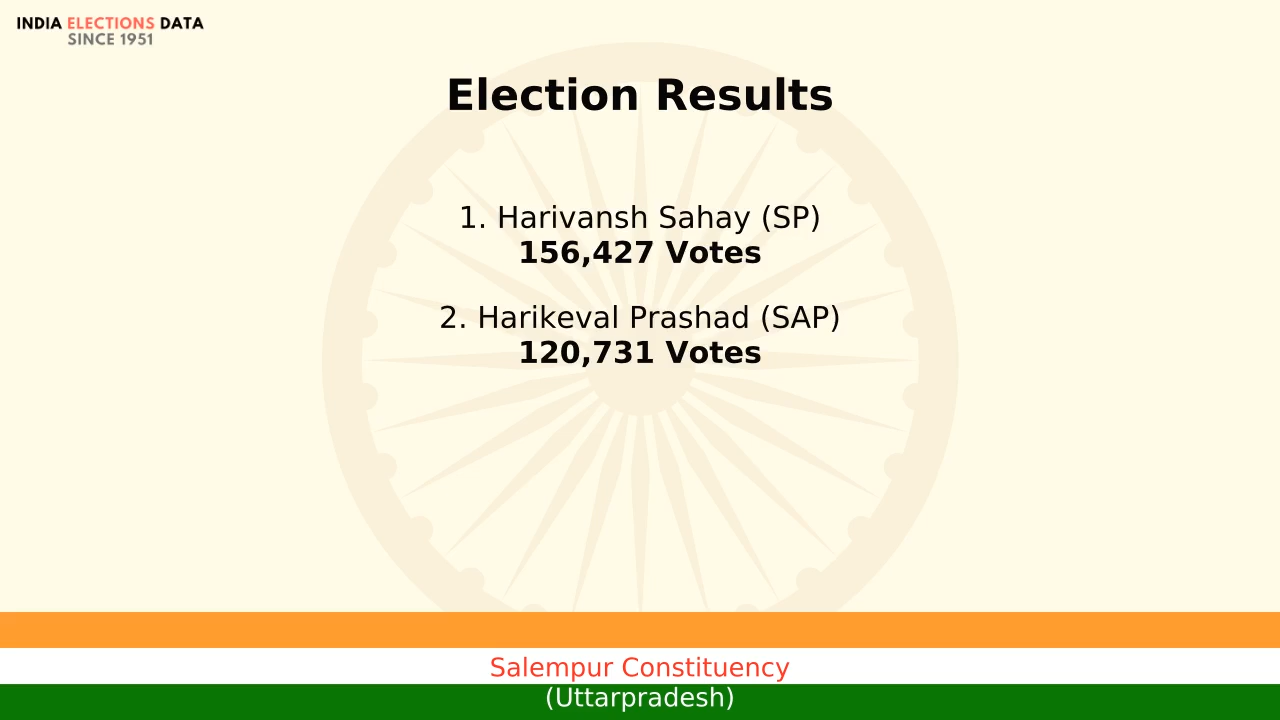 INDIA ELECTIONS DATA
SINCE 1951
Election Results
1. Harivansh Sahay (SP)
156,427 Votes
2. Harikeval Prashad (SAP)
120,731 Votes
Salempur Constituency
(Uttarpradesh)